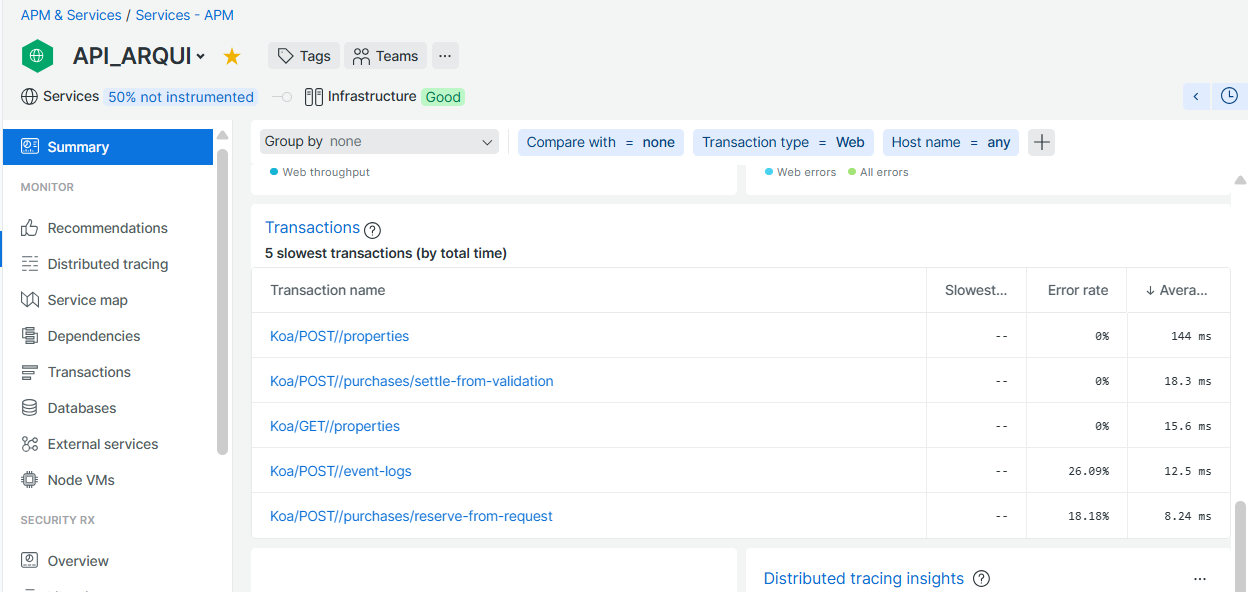 APM & Services / Services - APM
API_ARQUI
Tags
Teams
...
Services 50% not instrumented
Infrastructure Good
Summary
MONITOR
Recommendations
Distributed tracing
Service map
Dependencies
Transactions
Databases
External services
Node VMs
SECURITY RX
Overview
Group by none
Compare with = none
Transaction type = Web
Host name = any
Web throughput
Web errors All errors
Transactions ?
5 slowest transactions (by total time)
Transaction name Slowest... Error rate ↓ Avera...
Koa/POST//properties -- 0% 144 ms
Koa/POST//purchases/settle-from-validation -- 0% 18.3 ms
Koa/GET//properties -- 0% 15.6 ms
Koa/POST//event-logs -- 26.09% 12.5 ms
Koa/POST//purchases/reserve-from-request -- 18.18% 8.24 ms
Distributed tracing insights ? ...